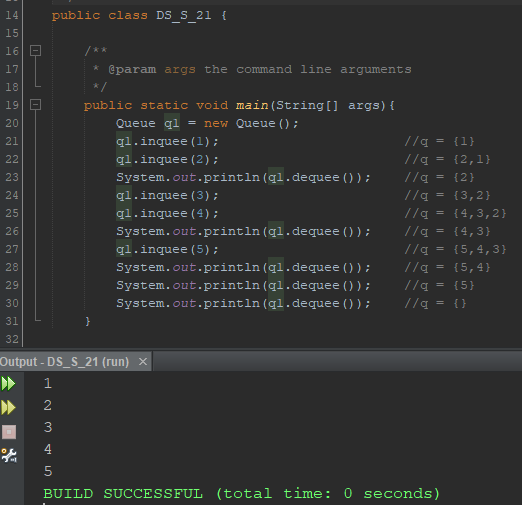 14 public class DS_S_21 {
15
16 /**
17 * @param args the command line arguments
18 */
19 public static void main(String[] args){
20 Queue q1 = new Queue();
21 q1.inquee(1); //q = {1}
22 q1.inquee(2); //q = {2,1}
23 System.out.println(q1.dequee()); //q = {2}
24 q1.inquee(3); //q = {3,2}
25 q1.inquee(4); //q = {4,3,2}
26 System.out.println(q1.dequee()); //q = {4,3}
27 q1.inquee(5); //q = {5,4,3}
28 System.out.println(q1.dequee()); //q = {5,4}
29 System.out.println(q1.dequee()); //q = {5}
30 System.out.println(q1.dequee()); //q = {}
31 }
32
Output - DS_S_21 (run) ×
1
2
3
4
5
BUILD SUCCESSFUL (total time: 0 seconds)